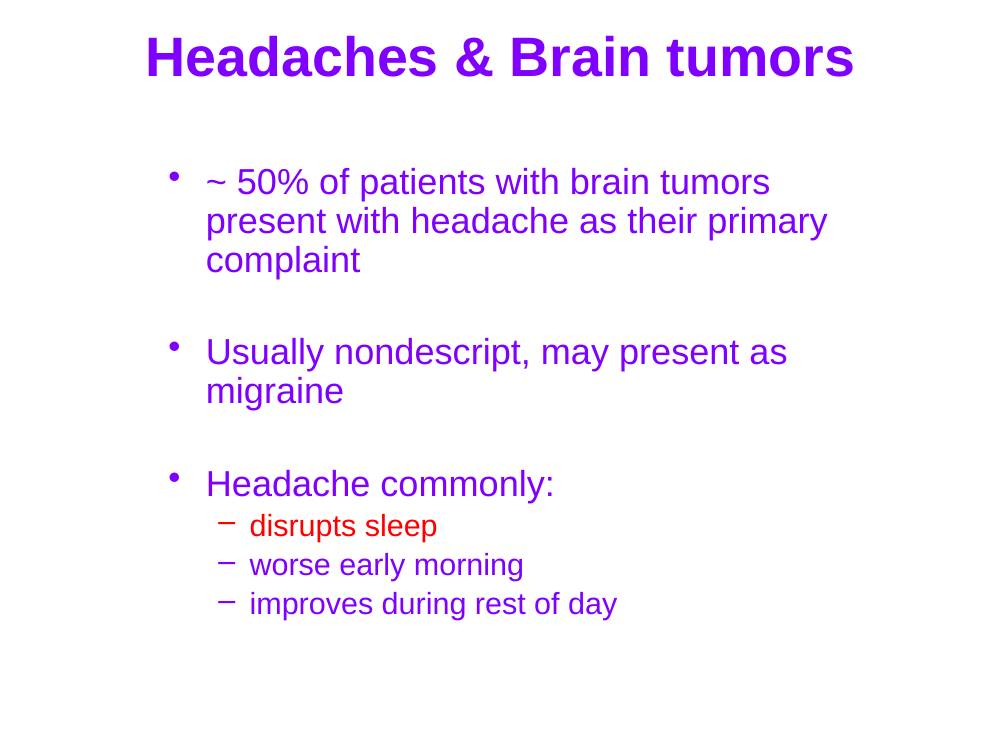 Headaches & Brain tumors
• ~ 50% of patients with brain tumors
present with headache as their primary
complaint
• Usually nondescript, may present as
migraine
• Headache commonly:
– disrupts sleep
– worse early morning
– improves during rest of day